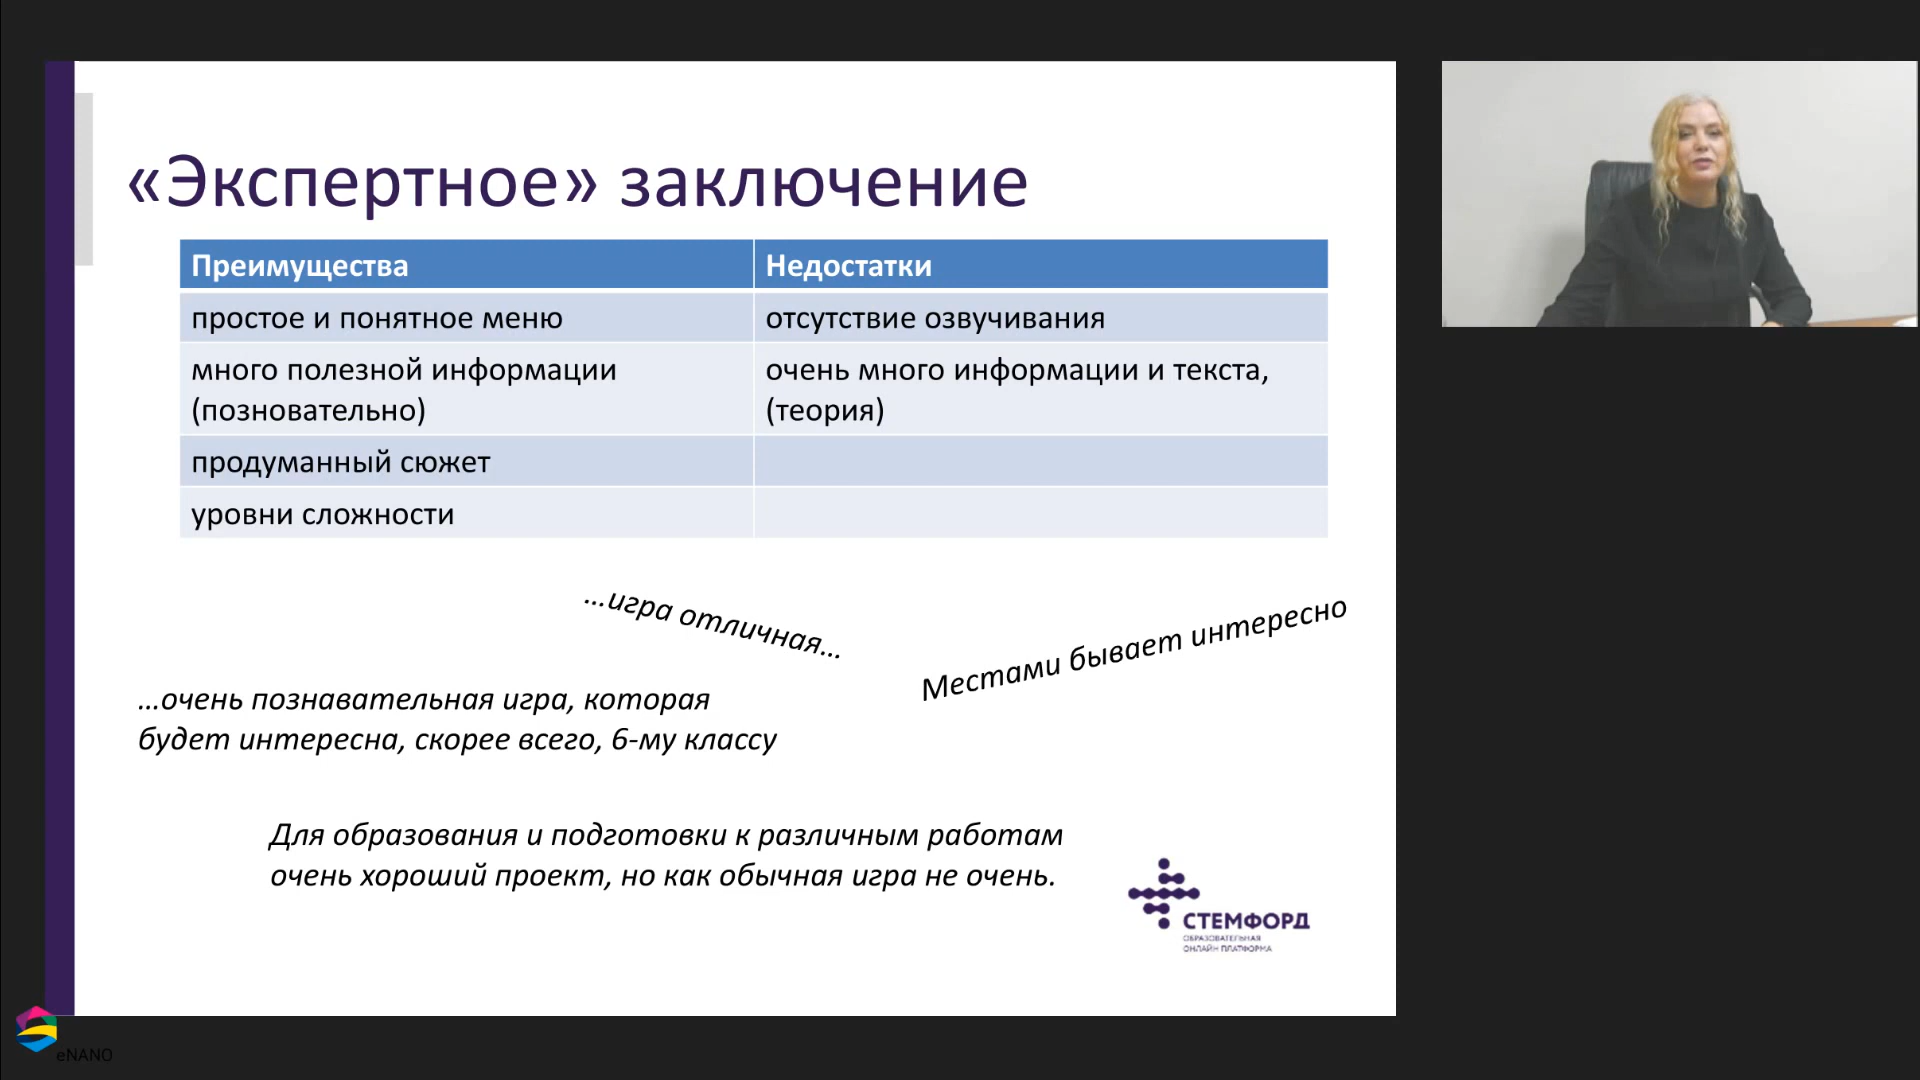 «Экспертное» заключение
Преимущества
Недостатки
простое и понятное меню
отсутствие озвучивания
много полезной информации
(позновательно)
очень много информации и текста,
(теория)
продуманный сюжет
уровни сложности
...игра отличная...
Местами бывает интересно
...очень познавательная игра, которая
будет интересна, скорее всего, 6-му классу
Для образования и подготовки к различным работам
очень хороший проект, но как обычная игра не очень.
СТЕМФОРД
ОБРАЗОВАТЕЛЬНАЯ
ОНЛАЙН ПЛАТФОРМА
eNANO